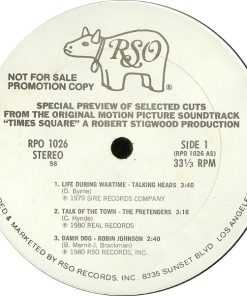 RSO
NOT FOR SALE
PROMOTION COPY
SPECIAL PREVIEW OF SELECTED CUTS
FROM THE ORIGINAL MOTION PICTURE SOUNDTRACK
"TIMES SQUARE" A ROBERT STIGWOOD PRODUCTION
RPO 1026
STEREO
56
SIDE 1
(RPO 1026 AS)
33⅓ RPM
1. LIFE DURING WARTIME - TALKING HEADS 3:40
(D. Byrne)
Ⓟ 1979 SIRE RECORDS COMPANY
2. TALK OF THE TOWN - THE PRETENDERS 3:16
(C. Hynde)
Ⓟ 1980 REAL RECORDS
3. DAMN DOG - ROBIN JOHNSON 2:40
(B. Mernit-J. Brackman)
Ⓟ 1980 RSO RECORDS, INC.
& MARKETED BY RSO RECORDS, INC. 8335 SUNSET BLVD LOS ANGELES